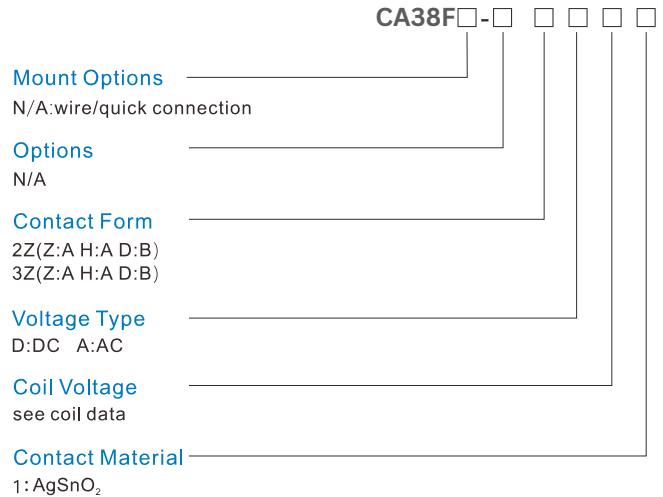 CA38F□-□ □ □ □ □
Mount Options
N/A:wire/quick connection
Options
N/A
Contact Form
2Z(Z:A H:A D:B)
3Z(Z:A H:A D:B)
Voltage Type
D:DC A:AC
Coil Voltage
see coil data
Contact Material
1:AgSnO₂